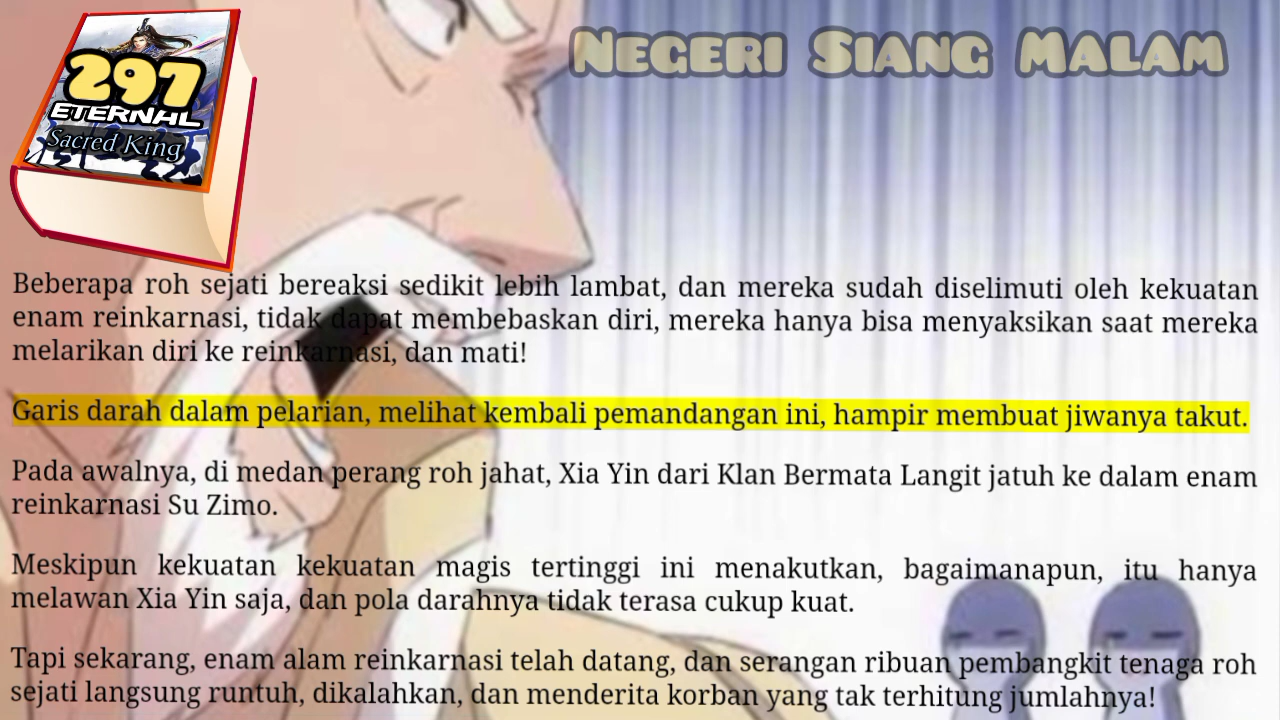 297
ETERNAL
Sacred King
NEGERI SIANG MALAM
Beberapa roh sejati bereaksi sedikit lebih lambat, dan mereka sudah diselimuti oleh kekuatan
enam reinkarnasi, tidak dapat membebaskan diri, mereka hanya bisa menyaksikan saat mereka
melarikan diri ke reinkarnasi, dan mati!
Garis darah dalam pelarian, melihat kembali pemandangan ini, hampir membuat jiwanya takut.
Pada awalnya, di medan perang roh jahat, Xia Yin dari Klan Bermata Langit jatuh ke dalam enam
reinkarnasi Su Zimo.
Meskipun kekuatan kekuatan magis tertinggi ini menakutkan, bagaimanapun, itu hanya
melawan Xia Yin saja, dan pola darahnya tidak terasa cukup kuat.
Tapi sekarang, enam alam reinkarnasi telah datang, dan serangan ribuan pembangkit tenaga roh
sejati langsung runtuh, dikalahkan, dan menderita korban yang tak terhitung jumlahnya!